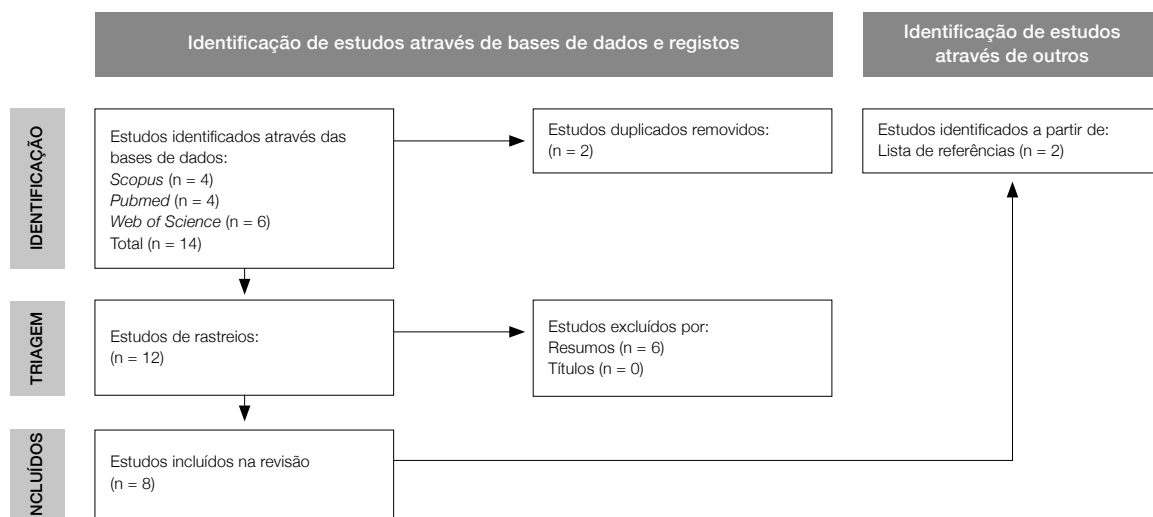 Identificação de estudos através de bases de dados e registos
Identificação de estudos
através de outros
IDENTIFICAÇÃO
Estudos identificados através das
bases de dados:
Scopus (n = 4)
Pubmed (n = 4)
Web of Science (n = 6)
Total (n = 14)
Estudos duplicados removidos:
(n = 2)
Estudos identificados a partir de:
Lista de referências (n = 2)
TRIAGEM
Estudos de rastreios:
(n = 12)
Estudos excluídos por:
Resumos (n = 6)
Títulos (n = 0)
NCLUÍDOS
Estudos incluídos na revisão
(n = 8)